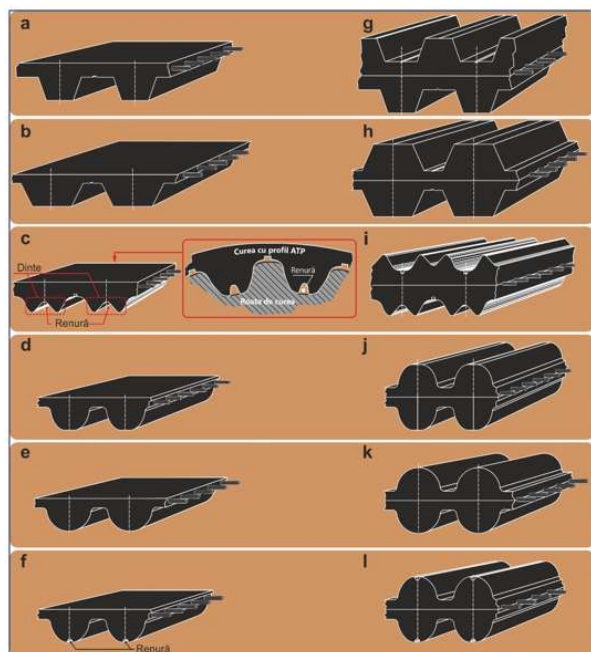 a
g
b
h
c
Dinte
Renură
Curea cu profil ATP
Renură
Roata de curea
i
d
j
e
k
f
Renură
l